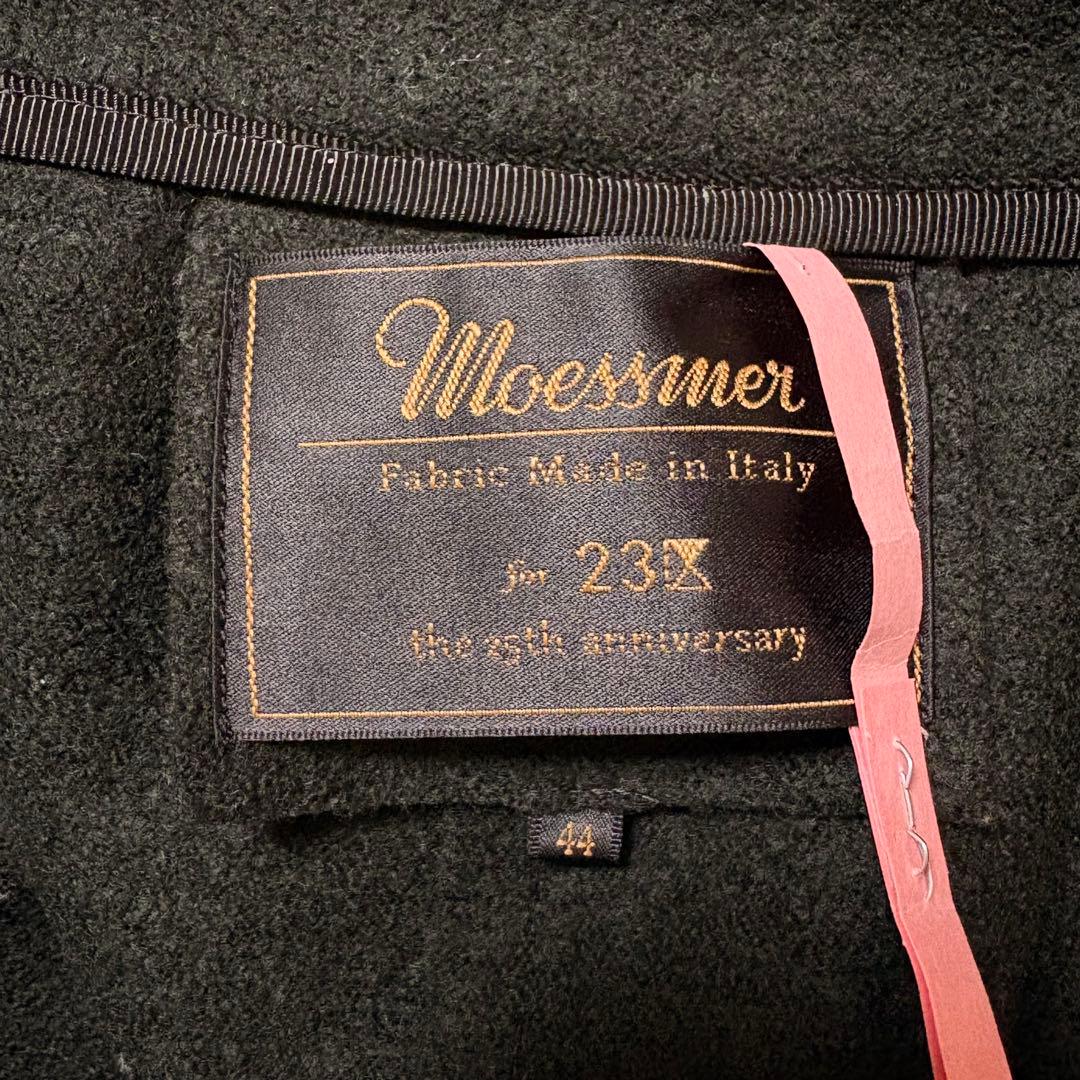 Moessmer
Fabric Made in Italy
for 23区
the 25th anniversary
44